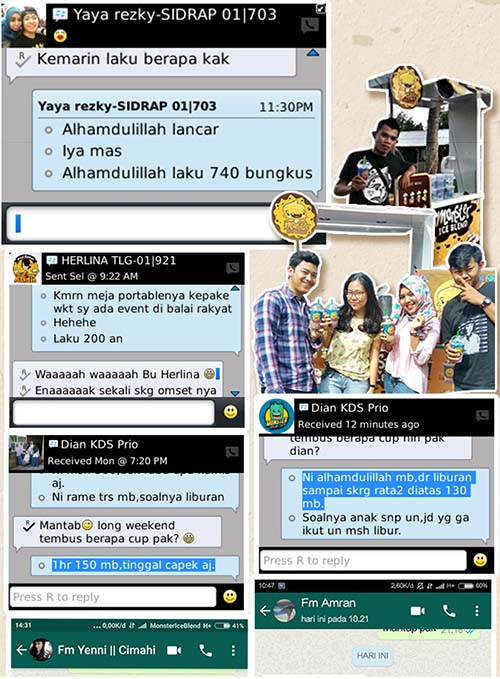 Yaya rezky-SIDRAP 01|703
Kemarin laku berapa kak
Yaya rezky-SIDRAP 01|703 11:30PM
Alhamdulillah lancar
Iya mas
Alhamdulillah laku 740 bungkus
MONSTER
ICE BLEND
HERLINA TLG-01|921
Sent Sel @ 9:22 AM
Kmrn meja portablenya kepake
wkt sy ada event di balai rakyat
Hehehe
Laku 200 an
Waaaaah waaaaah Bu Herlina
Enaaaaaak sekali skg omset nya
Dian KDS Prio
Received Mon @ 7:20 PM
aj.
Ni rame trs mb,soalnya liburan
Mantab long weekend
tembus berapa cup pak?
1hr 150 mb,tinggal capek aj.
Press R to reply
Dian KDS Prio
Received 12 minutes ago
tembus berapa cup nih pak
dian?
Ni alhamdulillah mb,dr liburan
sampai skrg rata2 diatas 130
mb.
Soalnya anak snp un,jd yg ga
ikut un msh libur.
Press R to reply
14:31 ... 0,00K/d MonsterIceBlend H+ 41%
Fm Yenni || Cimahi
10:47 2,60K/d H+ 60%
Fm Amran
hari ini pada 10.21
Mantap pak 21.16
HARI INI